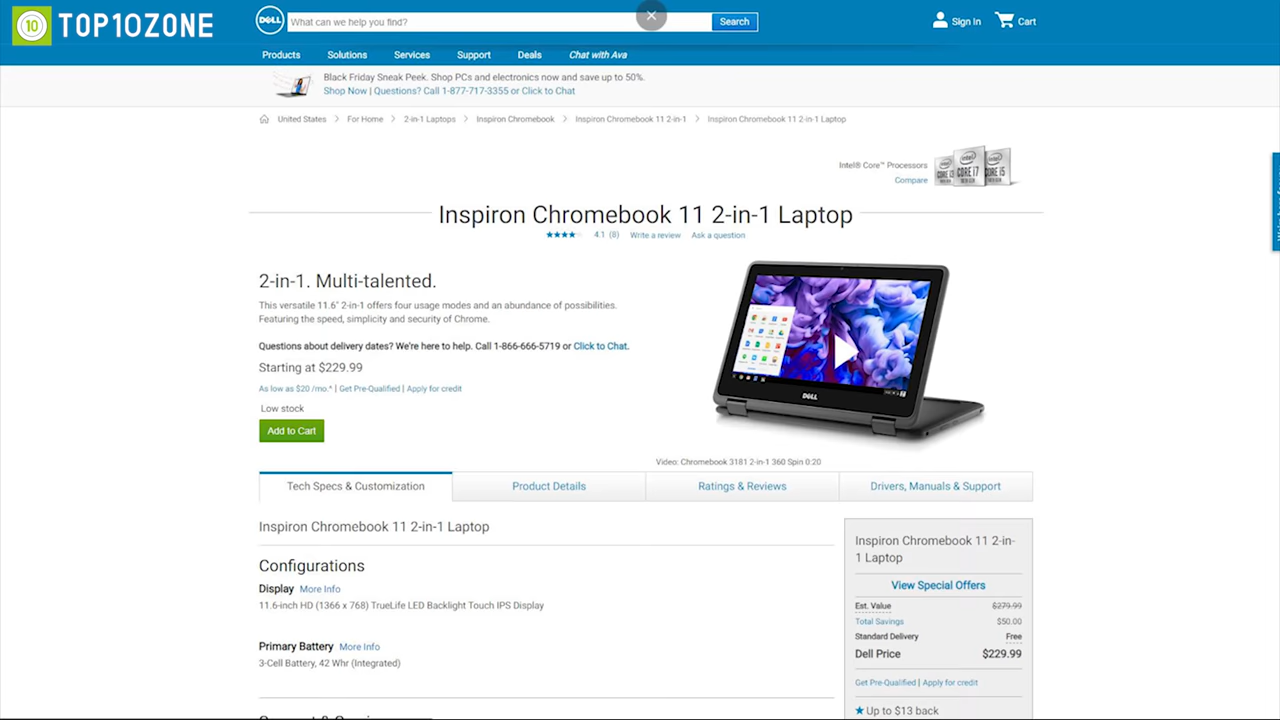 10 TOP10ZONE
DELL What can we help you find? Search Sign In Cart
Products Solutions Services Support Deals Chat with Ava
Black Friday Sneak Peek. Shop PCs and electronics now and save up to 50%.
Shop Now | Questions? Call 1-877-717-3355 or Click to Chat
United States > For Home > 2-in-1 Laptops > Inspiron Chromebook > Inspiron Chromebook 11 2-in-1 > Inspiron Chromebook 11 2-in-1 Laptop
Intel® Core™ Processors
Compare
CORE i3 CORE i7 CORE i5
Inspiron Chromebook 11 2-in-1 Laptop
4.1 (8) Write a review Ask a question
2-in-1. Multi-talented.
This versatile 11.6" 2-in-1 offers four usage modes and an abundance of possibilities.
Featuring the speed, simplicity and security of Chrome.
Questions about delivery dates? We're here to help. Call 1-866-666-5719 or Click to Chat.
Starting at $229.99
As low as $20 /mo.^ | Get Pre-Qualified | Apply for credit
Low stock
Add to Cart
DELL
Video: Chromebook 3181 2-in-1 360 Spin 0:20
Tech Specs & Customization Product Details Ratings & Reviews Drivers, Manuals & Support
Inspiron Chromebook 11 2-in-1 Laptop
Configurations
Display More Info
11.6-inch HD (1366 x 768) TrueLife LED Backlight Touch IPS Display
Primary Battery More Info
3-Cell Battery, 42 Whr (Integrated)
Inspiron Chromebook 11 2-in-
1 Laptop
View Special Offers
Est. Value $279.99
Total Savings $50.00
Standard Delivery Free
Dell Price $229.99
Get Pre-Qualified | Apply for credit
Up to $13 back